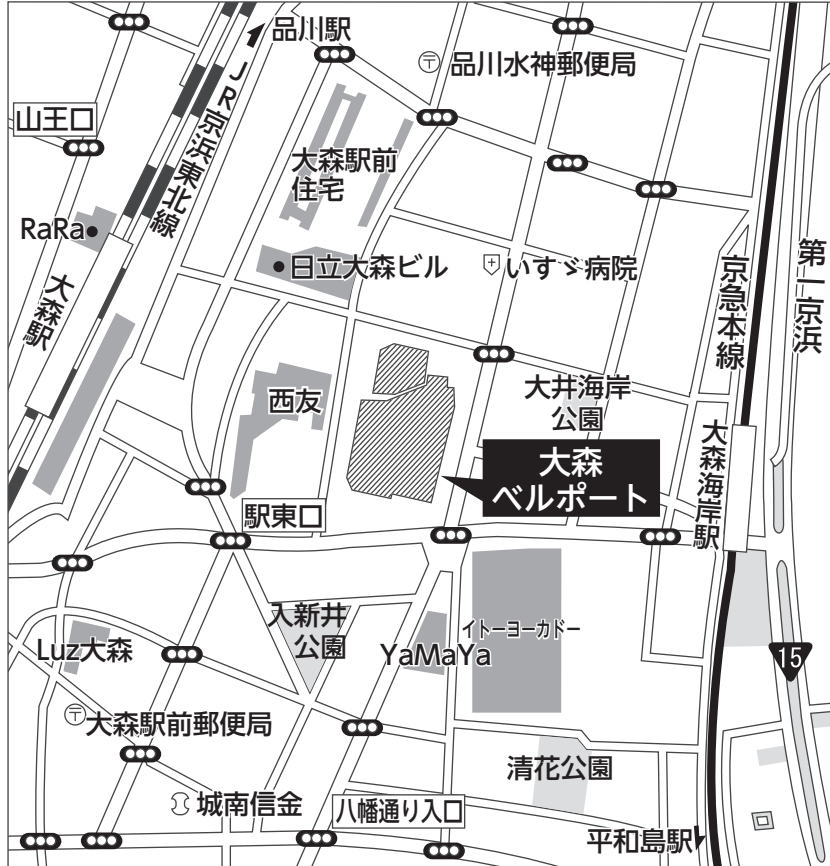 品川駅
JR京浜東北線
品川水神郵便局
山王口
大森駅前
住宅
RaRa
大森駅
日立大森ビル
いすゞ病院
京急本線
第一京浜
西友
大井海岸
公園
大森
ベルポート
大森海岸駅
駅東口
入新井
公園
イトーヨーカドー
YaMaYa
Luz大森
15
大森駅前郵便局
清花公園
城南信金
八幡通り入口
平和島駅